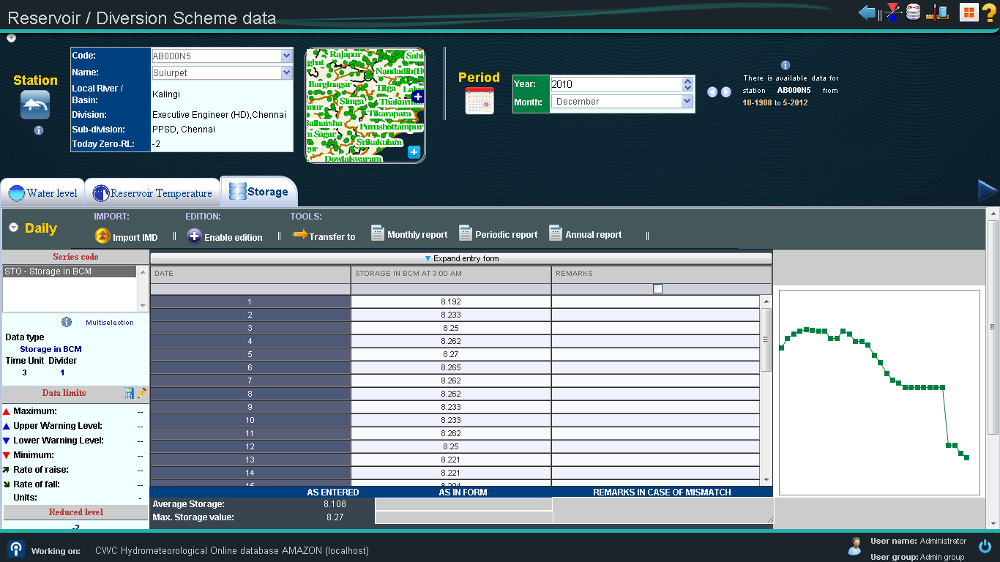 Reservoir / Diversion Scheme data
Station
Code: AB000N5
Name: Sulurpet
Local River / Basin: Kalingi
Division: Executive Engineer (HD),Chennai
Sub-division: PPSD, Chennai
Today Zero-RL: -2
Rajapur
Sahi
ghat
Nandadih(H
Barginagar
Tilga
Lalg
Simga
Thakurm
nur
Tikarapara
Balharsha
Purushottampur
m Sagar
Srikakulam
gur
Dowlaiswaram
Period
Year: 2010
Month: December
There is available data for
station AB000N5 from
10-1988 to 5-2012
Water level
Reservoir Temperature
Storage
Daily
IMPORT:
Import IMD
EDITION:
Enable edition
TOOLS:
Transfer to
Monthly report
Periodic report
Annual report
Series code
STO - Storage in BCM
Multiselection
Data type
Storage in BCM
Time Unit Divider
3 1
Data limits
Maximum: --
Upper Warning Level: --
Lower Warning Level: --
Minimum: --
Rate of raise: --
Rate of fall: --
Units: -
Reduced level
-2
Expand entry form
DATE STORAGE IN BCM AT 3:00 AM REMARKS
1 8.192
2 8.233
3 8.25
4 8.262
5 8.27
6 8.265
7 8.262
8 8.262
9 8.233
10 8.233
11 8.262
12 8.25
13 8.221
14 8.221
15 8.204
AS ENTERED AS IN FORM REMARKS IN CASE OF MISMATCH
Average Storage: 8.108
Max. Storage value: 8.27
Working on: CWC Hydrometeorological Online database AMAZON (localhost)
User name: Administrator
User group: Admin group